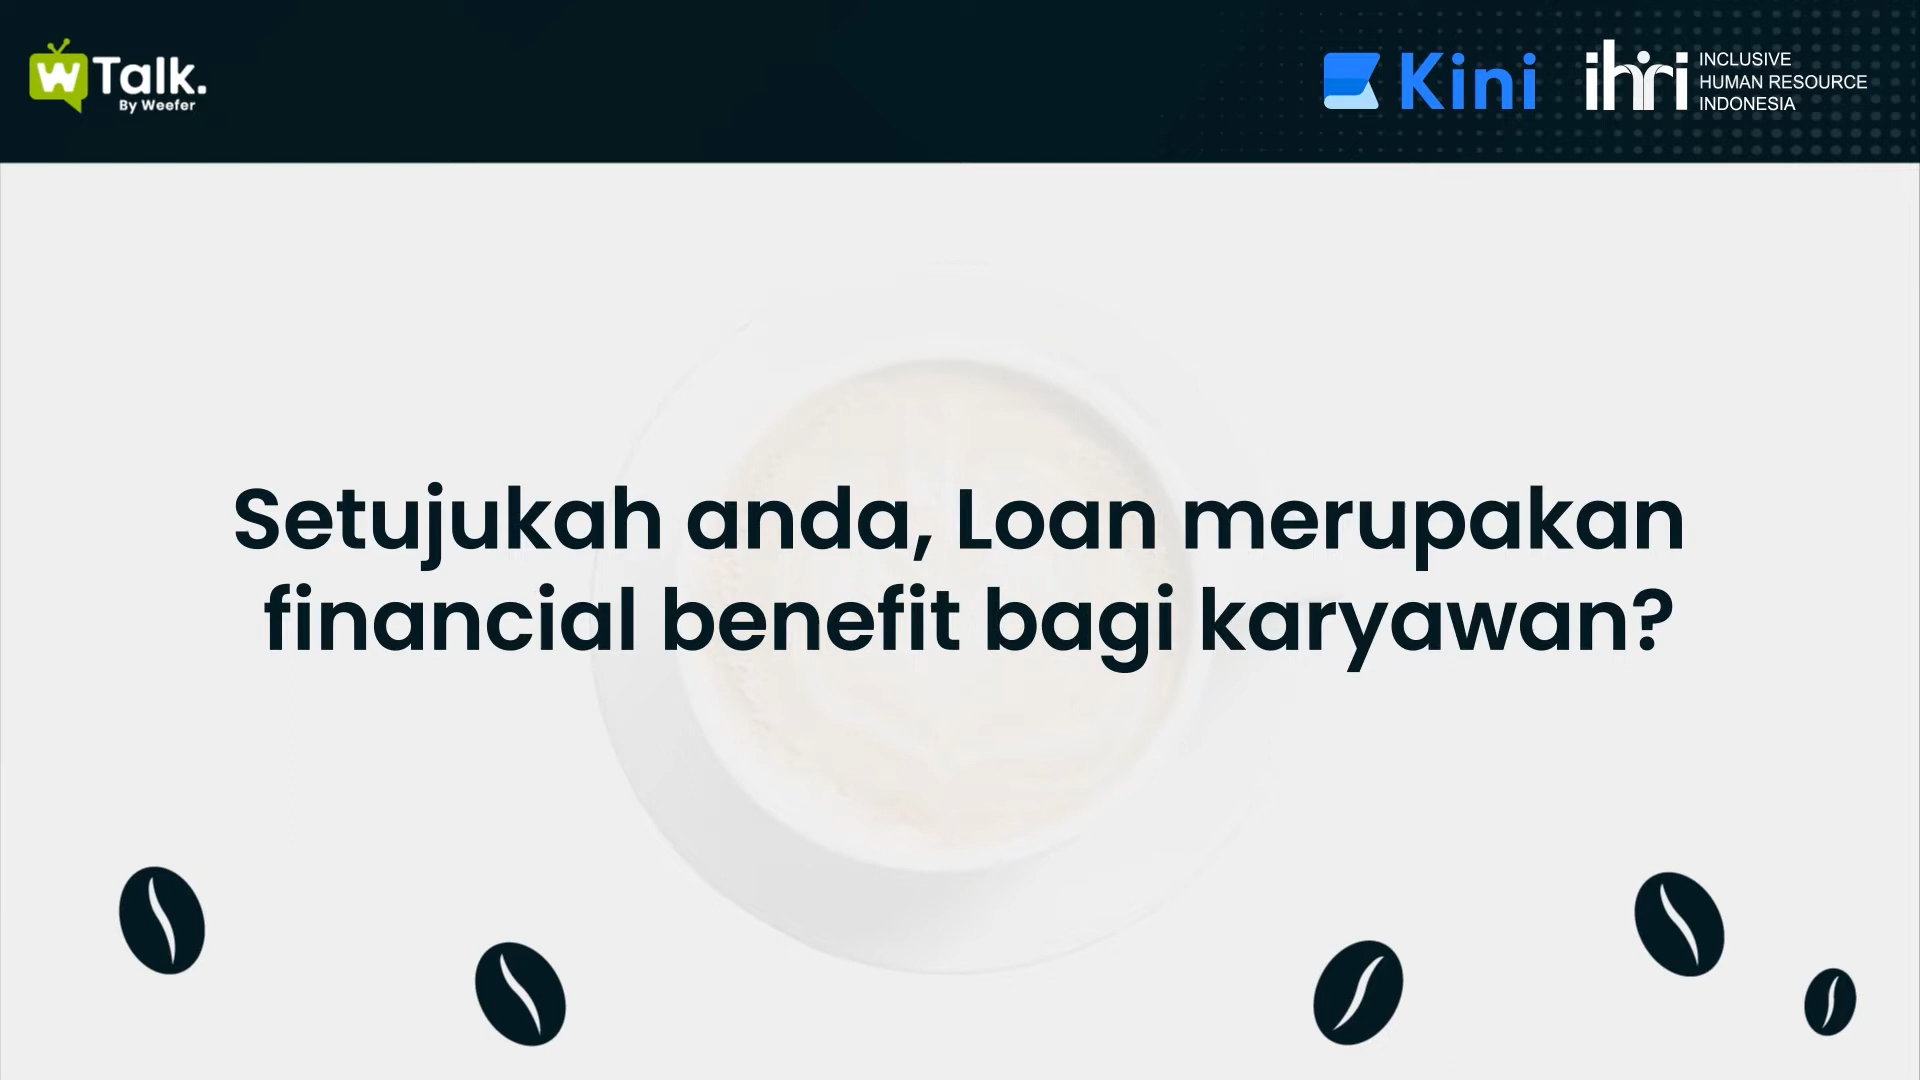 W Talk.
By Weefer
Kini
ihri
INCLUSIVE
HUMAN RESOURCE
INDONESIA
Setujukah anda, Loan merupakan
financial benefit bagi karyawan?